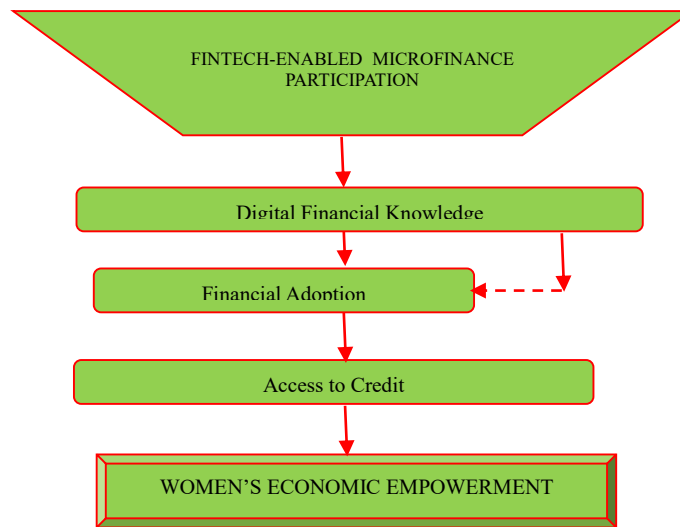 FINTECH-ENABLED MICROFINANCE
PARTICIPATION
Digital Financial Knowledge
Financial Adoption
Access to Credit
WOMEN’S ECONOMIC EMPOWERMENT